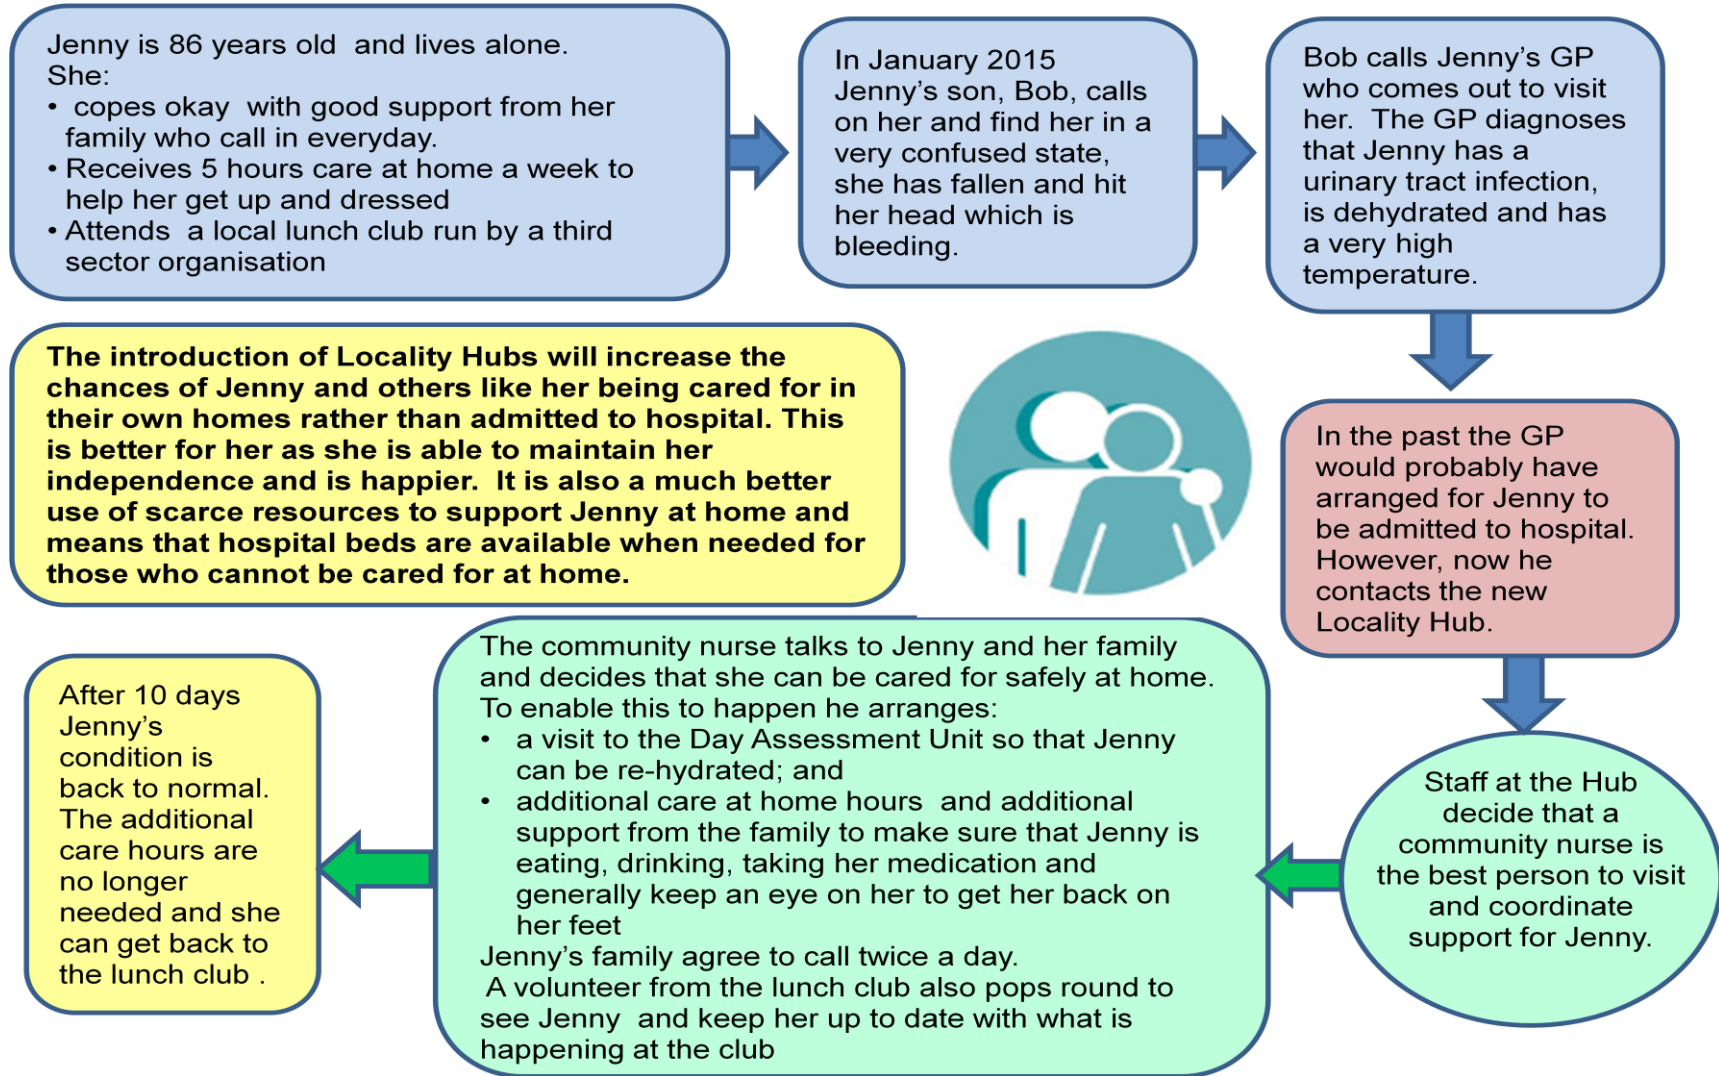 Jenny is 86 years old  and lives alone.
She:
•  copes okay  with good support from her
family who call in everyday.
• Receives 5 hours care at home a week to
help her get up and dressed
• Attends  a local lunch club run by a third
sector organisation
In January 2015
Jenny’s son, Bob, calls
on her and find her in a
very confused state,
she has fallen and hit
her head which is
bleeding.
Bob calls Jenny’s GP
who comes out to visit
her.  The GP diagnoses
that Jenny has a
urinary tract infection,
is dehydrated and has
a very high
temperature.
In the past the GP
would probably have
arranged for Jenny to
be admitted to hospital.
However, now he
contacts the new
Locality Hub.
Staff at the Hub
decide that a
community nurse is
the best person to visit
and coordinate
support for Jenny.
The community nurse talks to Jenny and her family
and decides that she can be cared for safely at home.
To enable this to happen he arranges:
• a visit to the Day Assessment Unit so that Jenny
can be re-hydrated; and
• additional care at home hours  and additional
support from the family to make sure that Jenny is
eating, drinking, taking her medication and
generally keep an eye on her to get her back on
her feet
Jenny’s family agree to call twice a day.
A volunteer from the lunch club also pops round to
see Jenny  and keep her up to date with what is
happening at the club
After 10 days
Jenny’s
condition is
back to normal.
The additional
care hours are
no longer
needed and she
can get back to
the lunch club .
The introduction of Locality Hubs will increase the
chances of Jenny and others like her being cared for in
their own homes rather than admitted to hospital. This
is better for her as she is able to maintain her
independence and is happier.  It is also a much better
use of scarce resources to support Jenny at home and
means that hospital beds are available when needed for
those who cannot be cared for at home.